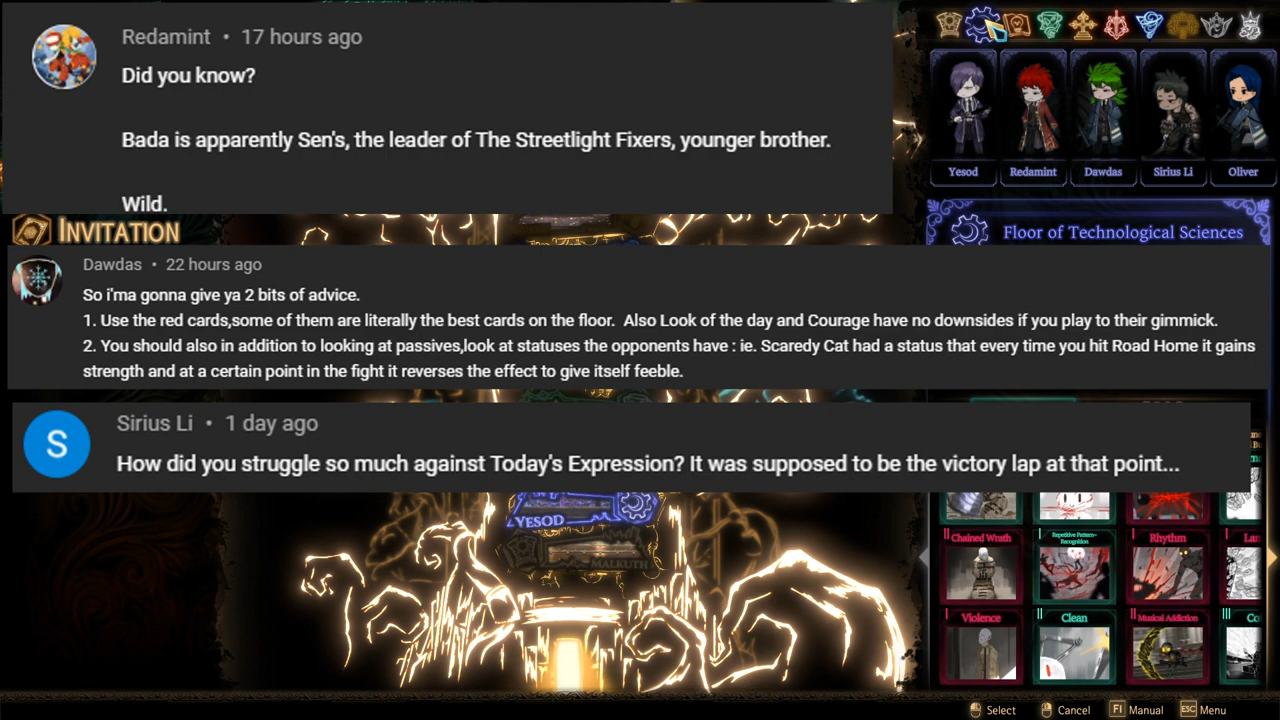 Redamint • 17 hours ago
Did you know?
Bada is apparently Sen's, the leader of The Streetlight Fixers, younger brother.
Wild.
Yesod
Redamint
Dawdas
Sirius Li
Oliver
INVITATION
Floor of Technological Sciences
Dawdas • 22 hours ago
So i'ma gonna give ya 2 bits of advice.
1. Use the red cards,some of them are literally the best cards on the floor.  Also Look of the day and Courage have no downsides if you play to their gimmick.
2. You should also in addition to looking at passives,look at statuses the opponents have : ie. Scaredy Cat had a status that every time you hit Road Home it gains
strength and at a certain point in the fight it reverses the effect to give itself feeble.
S
Sirius Li • 1 day ago
How did you struggle so much against Today's Expression? It was supposed to be the victory lap at that point...
YESOD
MALKUTH
II Chained Wrath
I Repetitive Pattern-
Recognition
I Rhythm
I Violence
II Clean
II Musical Addiction
III
F1 Manual
Select
Cancel
ESC Menu